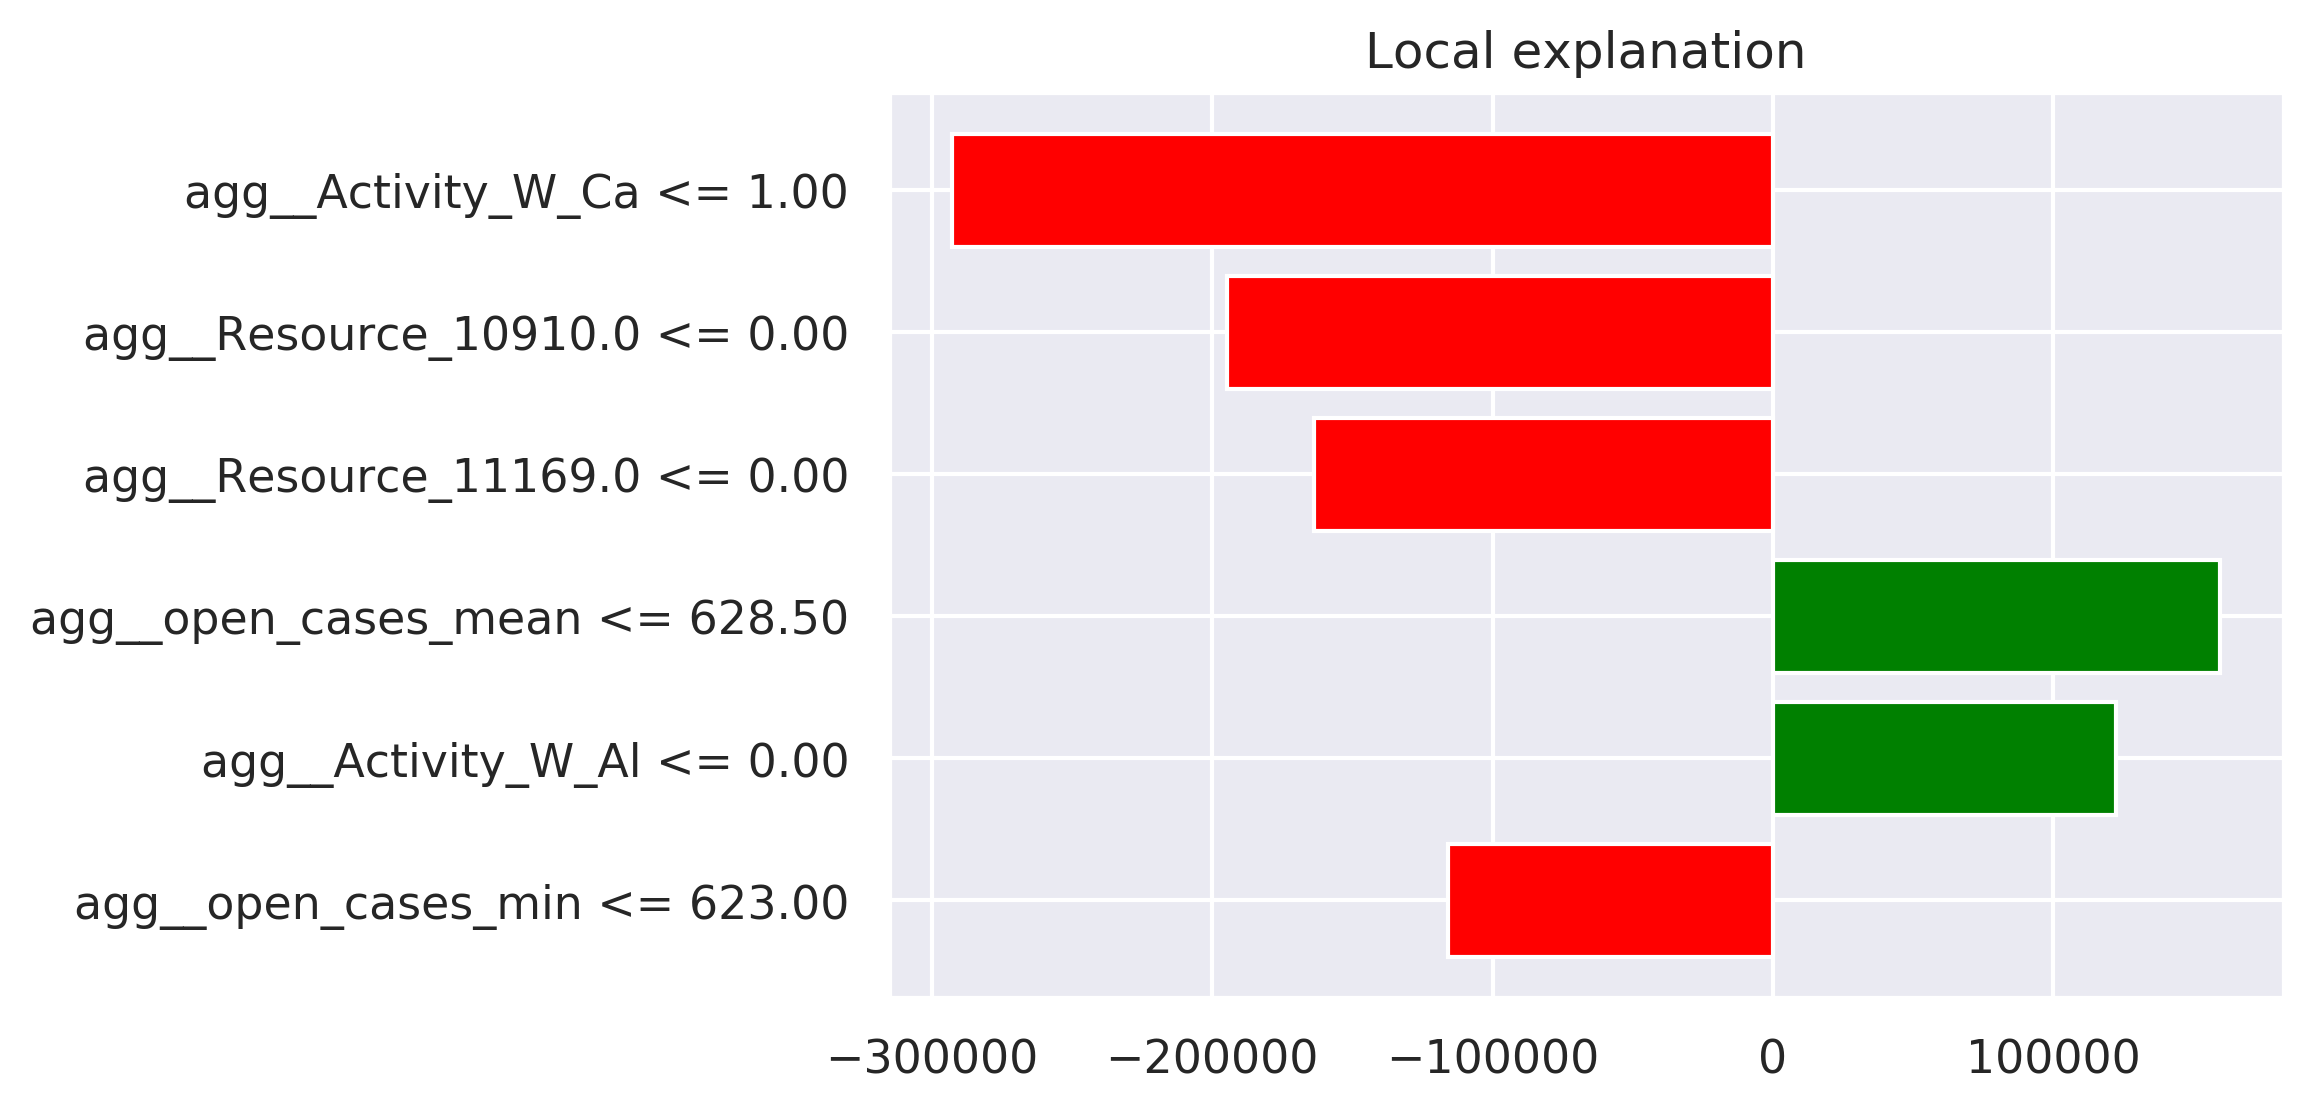 Local explanation
agg__Activity_W_Ca <= 1.00
agg__Resource_10910.0 <= 0.00
agg__Resource_11169.0 <= 0.00
agg__open_cases_mean <= 628.50
agg__Activity_W_Al <= 0.00
agg__open_cases_min <= 623.00
−300000 −200000 −100000 0 100000